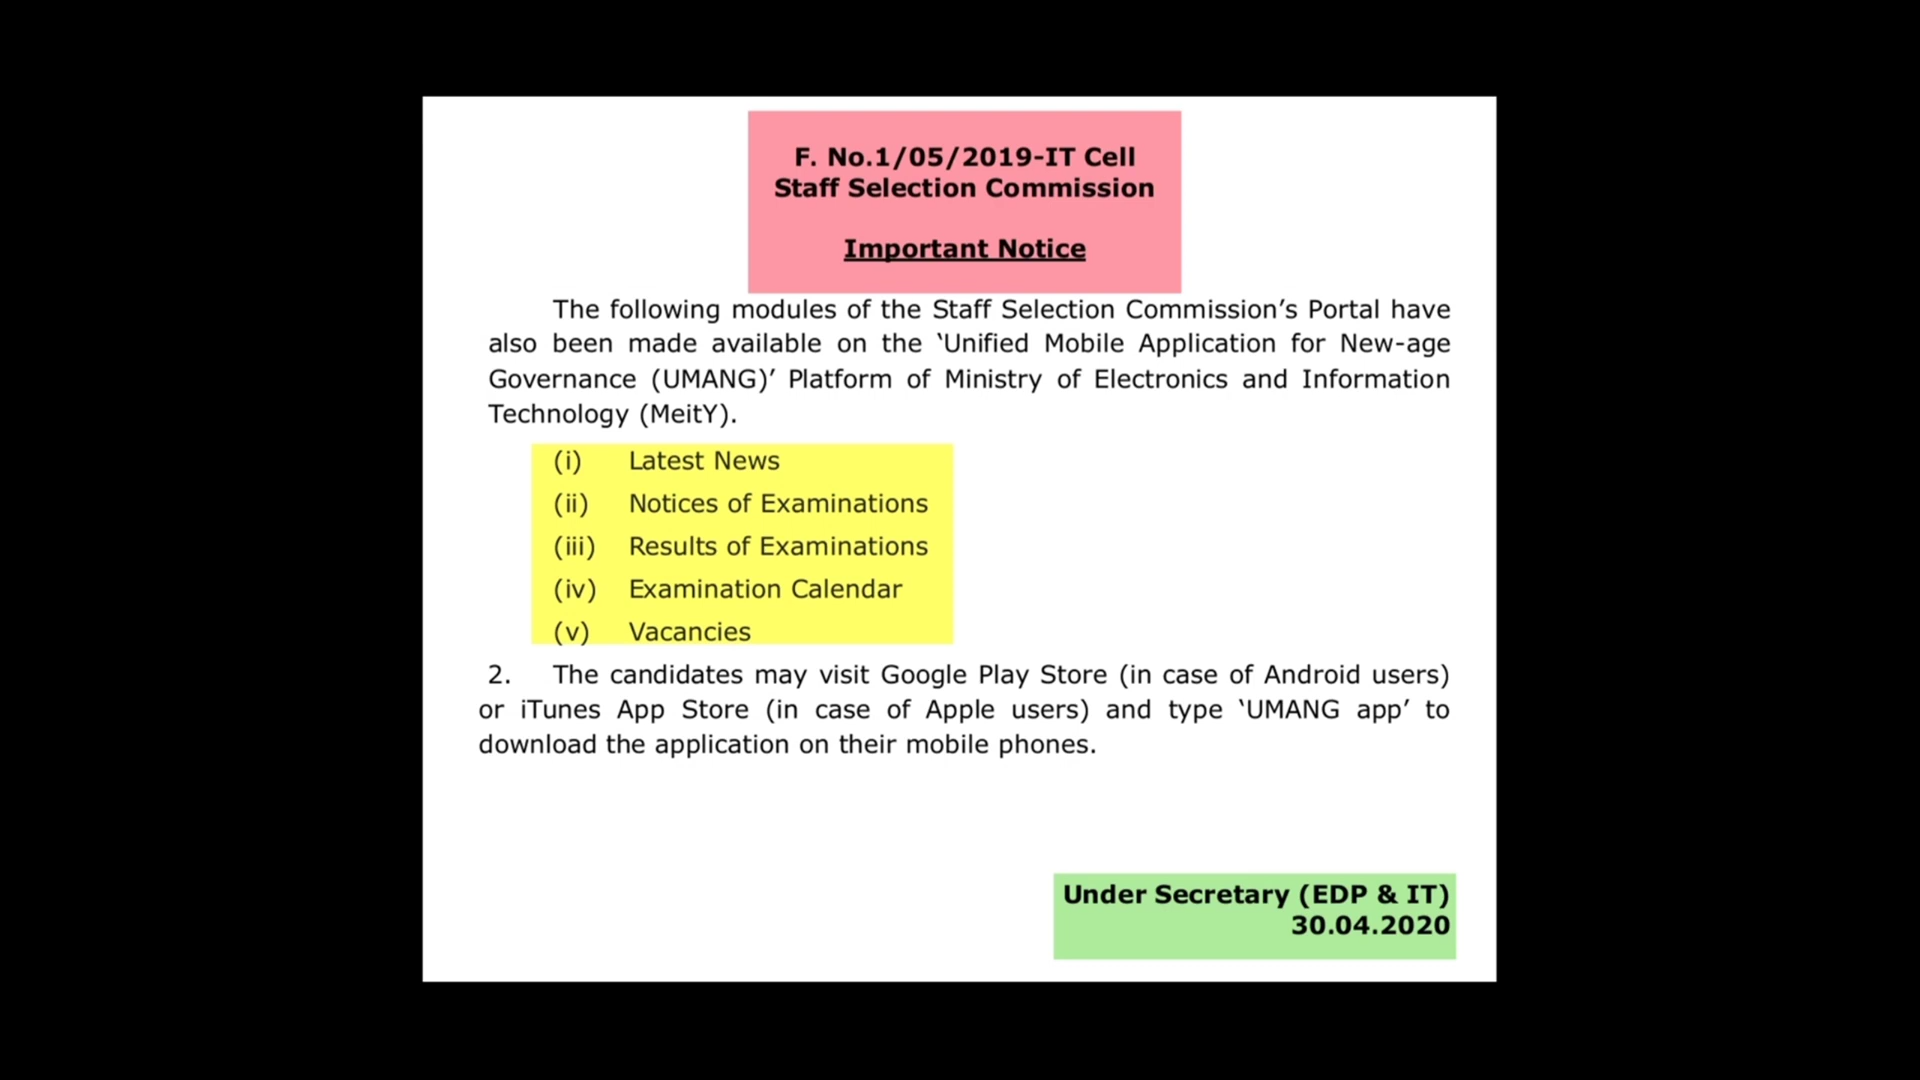 F. No.1/05/2019-IT Cell
Staff Selection Commission
Important Notice
The following modules of the Staff Selection Commission’s Portal have
also been made available on the ‘Unified Mobile Application for New-age
Governance (UMANG)’ Platform of Ministry of Electronics and Information
Technology (MeitY).
(i) Latest News
(ii) Notices of Examinations
(iii) Results of Examinations
(iv) Examination Calendar
(v) Vacancies
2. The candidates may visit Google Play Store (in case of Android users)
or iTunes App Store (in case of Apple users) and type ‘UMANG app’ to
download the application on their mobile phones.
Under Secretary (EDP & IT)
30.04.2020